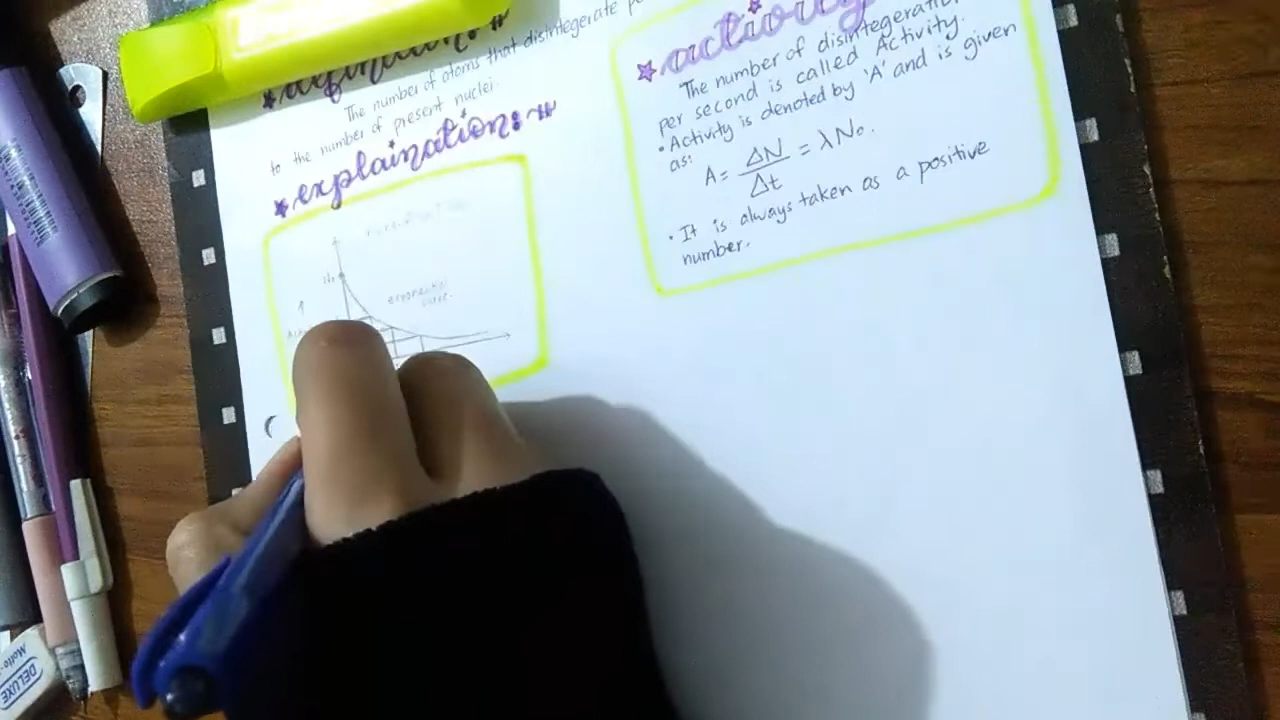 definition:
The number of atoms that disintegerate
to the number of present nuclei.
explaination:
exponential
curve.
activity
The number of disintegeration
per second is called Activity.
• Activity is denoted by 'A' and is given
as:
A = ΔN/Δt = λN₀.
• It is always taken as a positive
number.
DELUXE